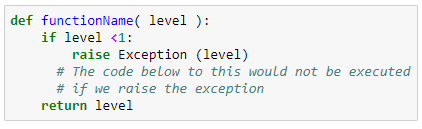 def functionName( level ):
    if level <1:
        raise Exception (level)
      # The code below to this would not be executed
      # if we raise the exception
    return level